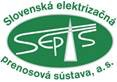 Slovenská elektrizačná
SEPS
prenosová sústava, a.s.